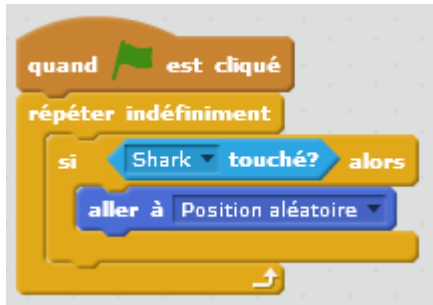 quand est cliqué
répéter indéfiniment
si Shark touché? alors
aller à Position aléatoire